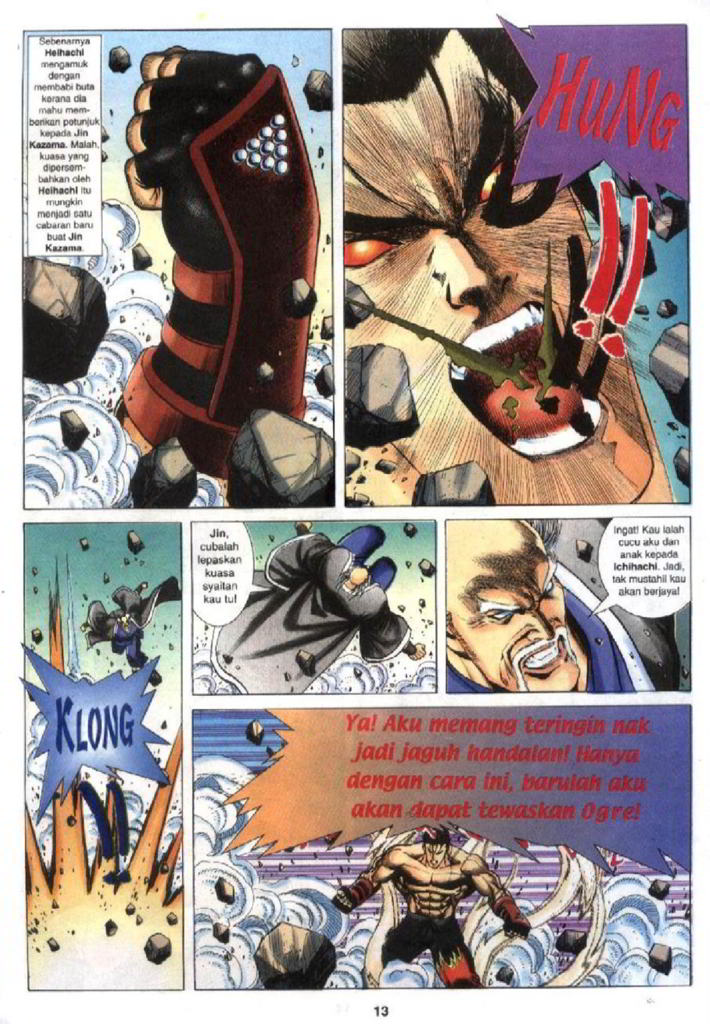 Sebenarnya
Heihachi
mengamuk
dengan
membabi buta
kerana dia
mahu mem-
berikan petunjuk
kepada Jin
Kazama. Malah,
kuasa yang
dipersem-
bahkan oleh
Heihachi itu
mungkin
menjadi satu
cabaran baru
buat Jin
Kazama.
HUNG
!!
KLONG
!!
Jin,
cubalah
lepaskan
kuasa
syaitan
kau tu!
Ingat! Kau ialah
cucu aku dan
anak kepada
Ichihachi. Jadi,
tak mustahil kau
akan berjaya!
Ya! Aku memang teringin nak
jadi jaguh handalan! Hanya
dengan cara ini, barulah aku
akan dapat tewaskan Ogre!
13